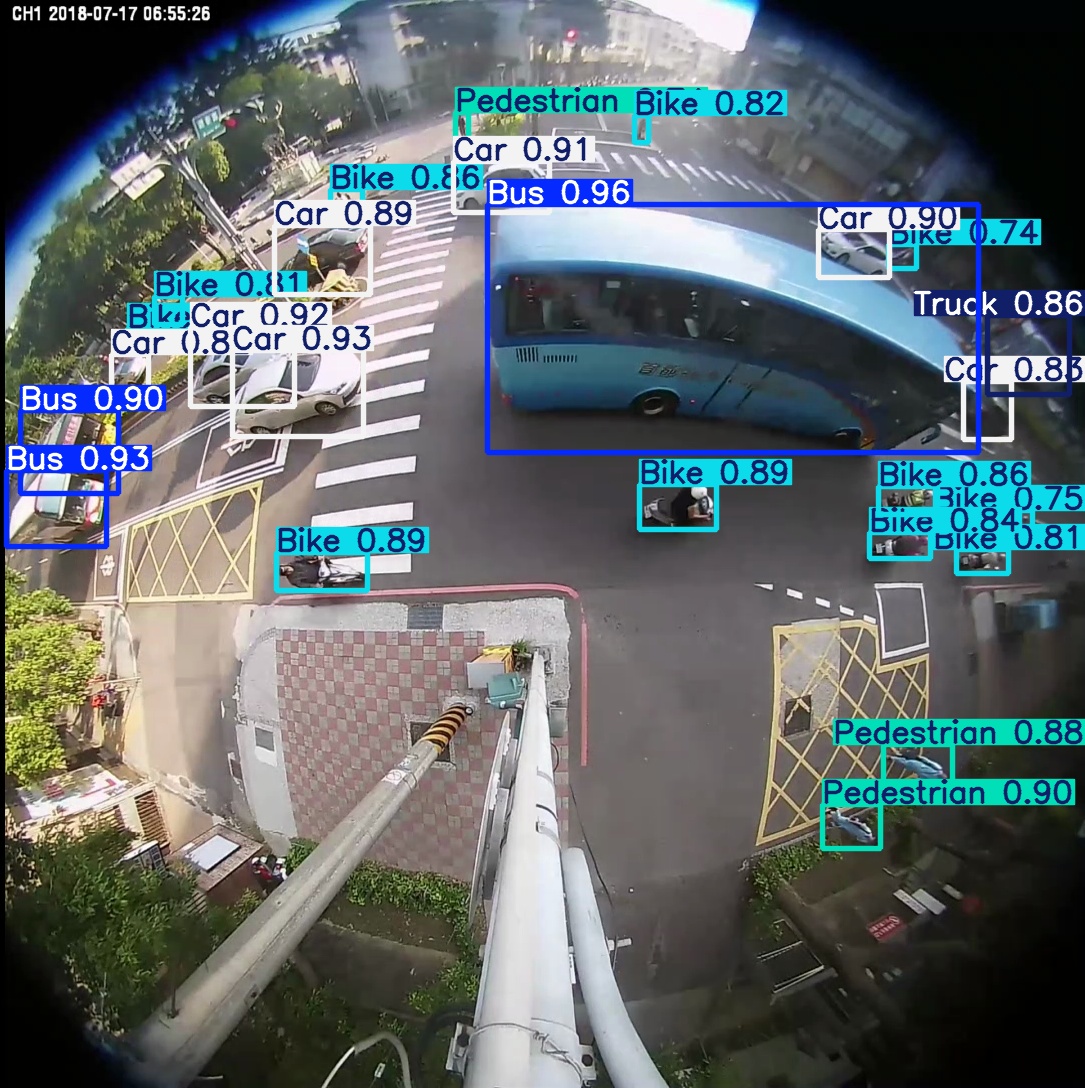 CH1 2018-07-17 06:55:26
Pedestrian
Bike 0.82
Car 0.91
Bike 0.86
Bus 0.96
Car 0.89
Car 0.90
Bike 0.74
Bike 0.81
Truck 0.86
Car 0.92
Car 0.8
Car 0.93
Car 0.83
Bus 0.90
Bus 0.93
Bike 0.89
Bike 0.86
Bike 0.75
Bike 0.84
Bike 0.81
Bike 0.89
Pedestrian 0.88
Pedestrian 0.90